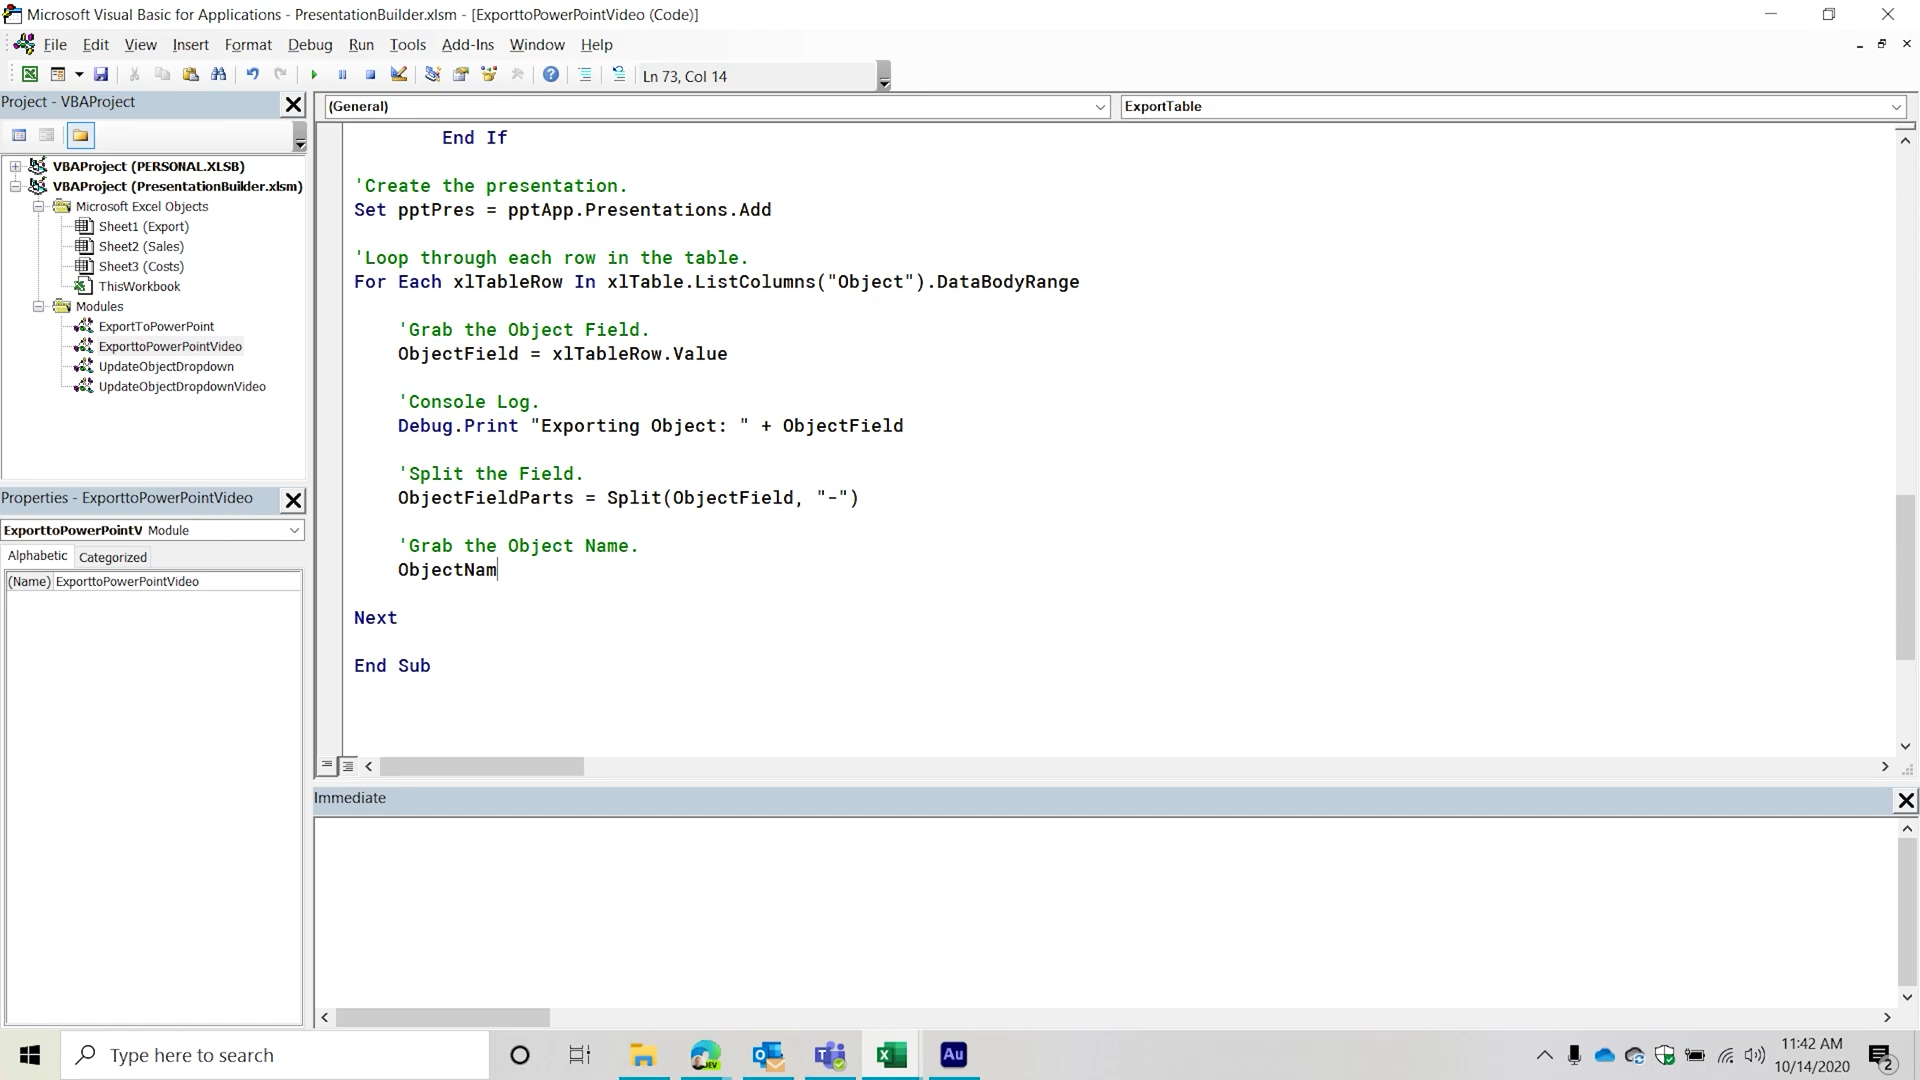 Microsoft Visual Basic for Applications - PresentationBuilder.xlsm - [ExporttoPowerPointVideo (Code)]
File Edit View Insert Format Debug Run Tools Add-Ins Window Help
Ln 73, Col 14
Project - VBAProject
VBAProject (PERSONAL.XLSB)
VBAProject (PresentationBuilder.xlsm)
Microsoft Excel Objects
Sheet1 (Export)
Sheet2 (Sales)
Sheet3 (Costs)
ThisWorkbook
Modules
ExportToPowerPoint
ExporttoPowerPointVideo
UpdateObjectDropdown
UpdateObjectDropdownVideo
Properties - ExporttoPowerPointVideo
ExporttoPowerPointV Module
Alphabetic Categorized
(Name) ExporttoPowerPointVideo
(General) ExportTable
End If
'Create the presentation.
Set pptPres = pptApp.Presentations.Add
'Loop through each row in the table.
For Each xlTableRow In xlTable.ListColumns("Object").DataBodyRange
'Grab the Object Field.
ObjectField = xlTableRow.Value
'Console Log.
Debug.Print "Exporting Object: " + ObjectField
'Split the Field.
ObjectFieldParts = Split(ObjectField, "-")
'Grab the Object Name.
ObjectNam
Next
End Sub
Immediate
Type here to search
DEV
Au
11:42 AM
10/14/2020
2